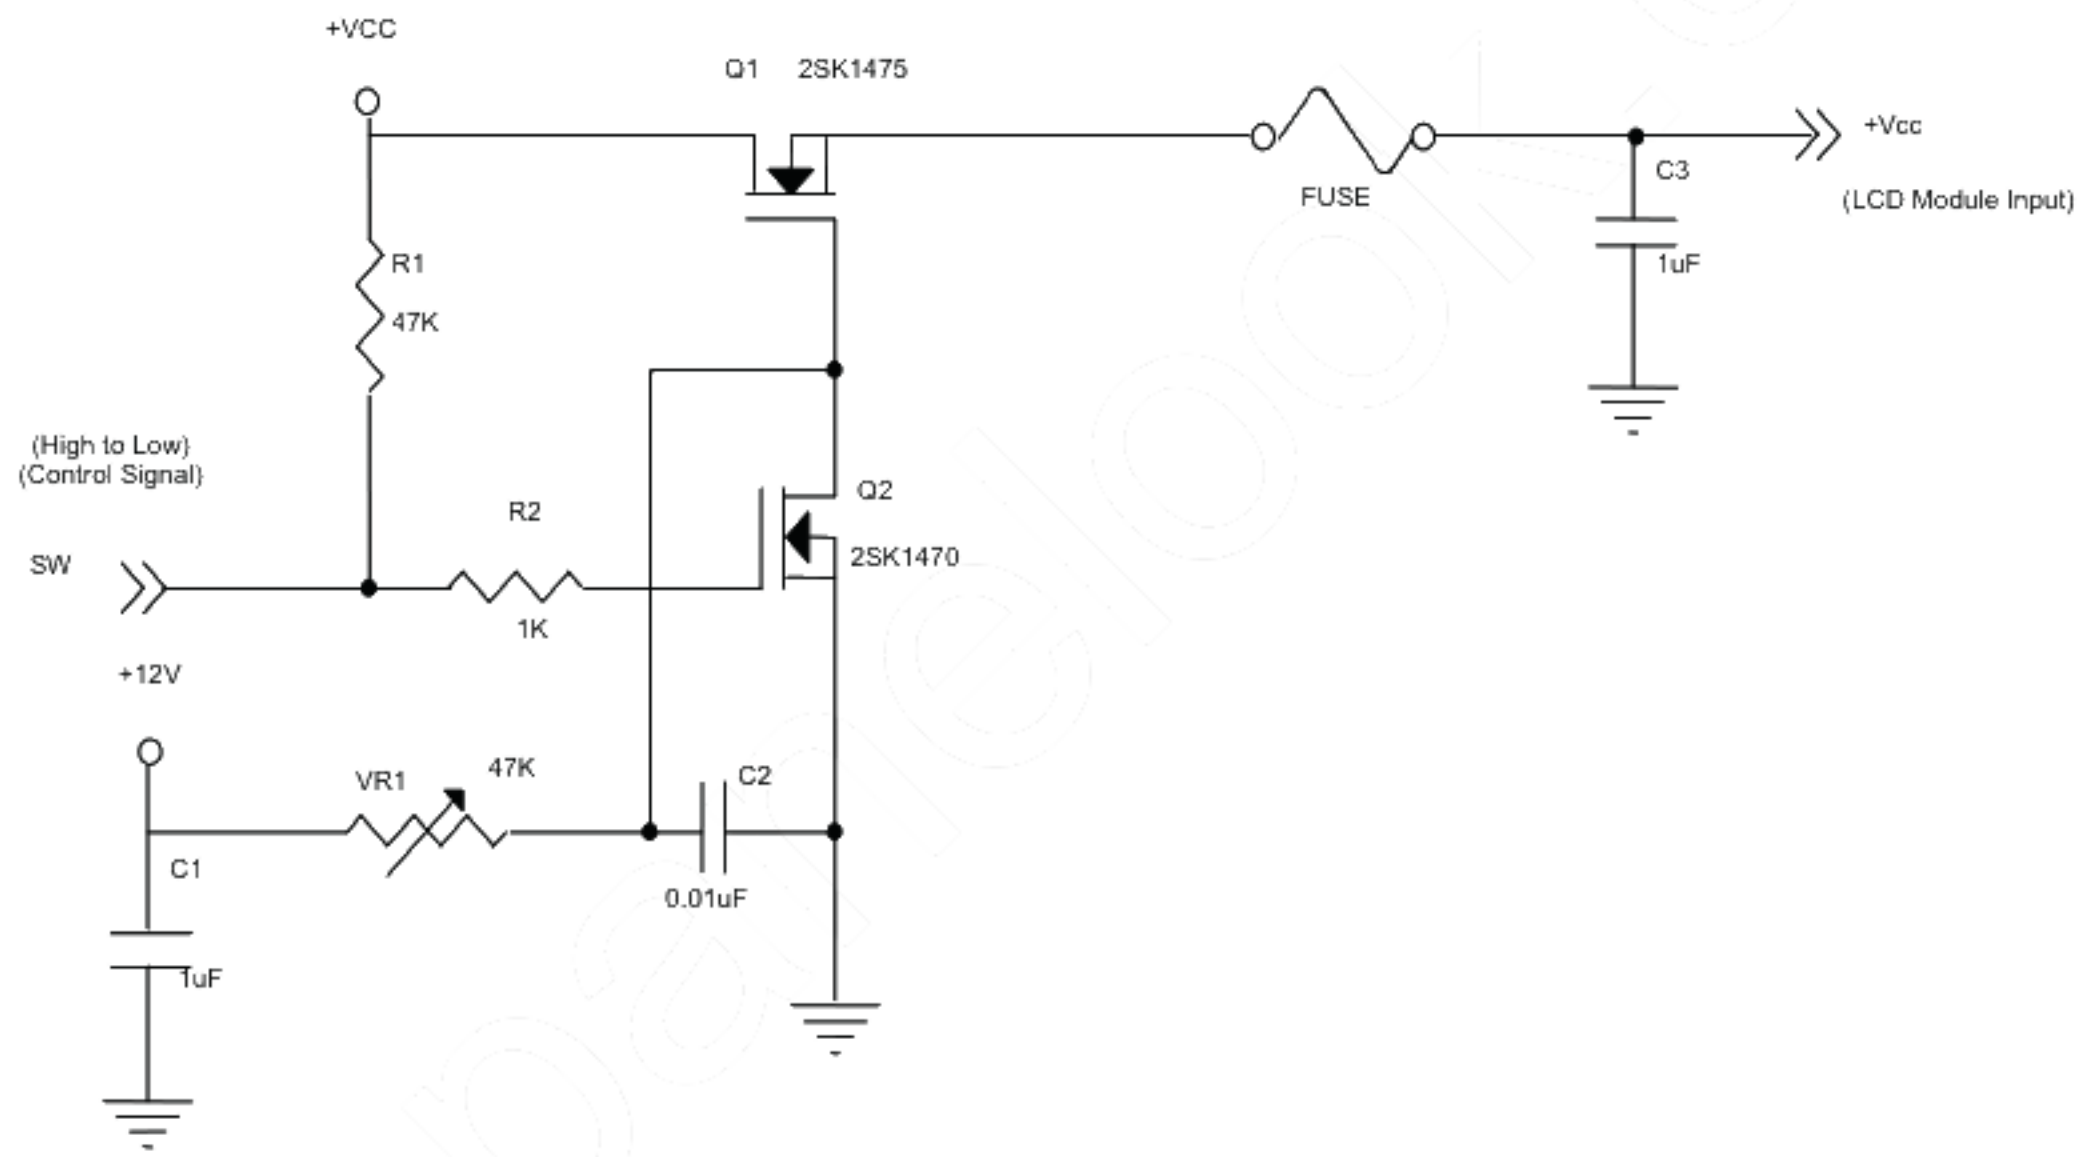 +VCC
Q1 2SK1475
+Vcc
C3
(LCD Module Input)
FUSE
R1
1uF
47K
(High to Low)
(Control Signal)
Q2
R2
2SK1470
SW
1K
+12V
47K
C2
VR1
C1
0.01uF
1uF
panelook.c